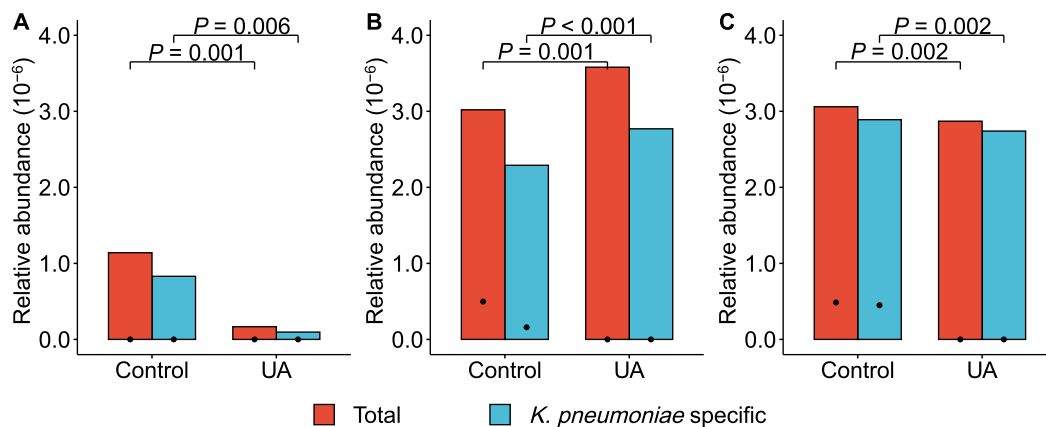 A
P = 0.006
P = 0.001
Relative abundance (10⁻⁶)
4.0
3.0
2.0
1.0
0.0
Control
UA
B
P < 0.001
P = 0.001
Relative abundance (10⁻⁶)
4.0
3.0
2.0
1.0
0.0
Control
UA
C
P = 0.002
P = 0.002
Relative abundance (10⁻⁶)
4.0
3.0
2.0
1.0
0.0
Control
UA
Total
K. pneumoniae specific